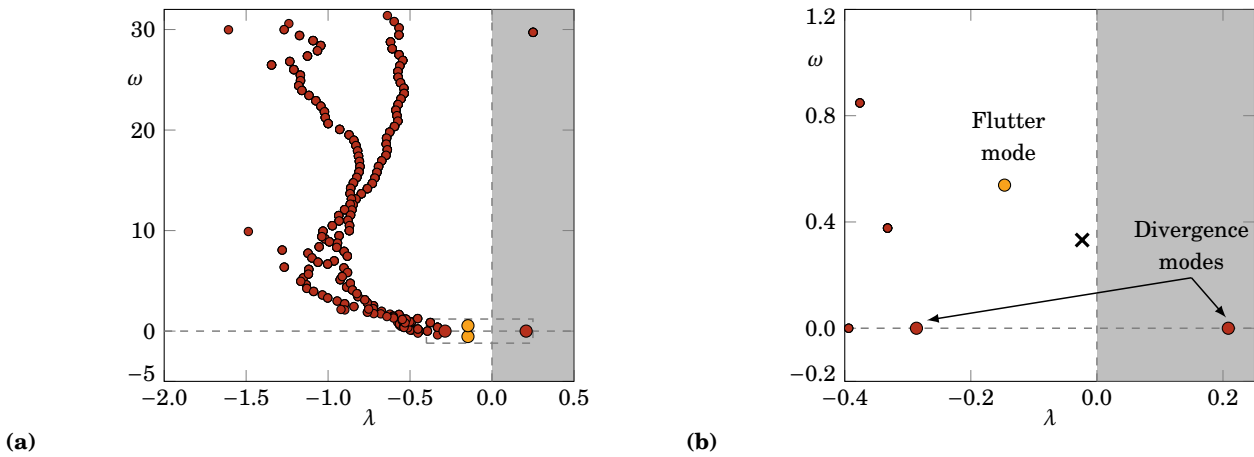 30
ω
20
10
0
−5
−2.0 −1.5 −1.0 −0.5 0.0 0.5
λ
(a)
1.2
ω
0.8
0.4
0.0
−0.2
−0.4 −0.2 0.0 0.2
λ
Flutter
mode
Divergence
modes
(b)